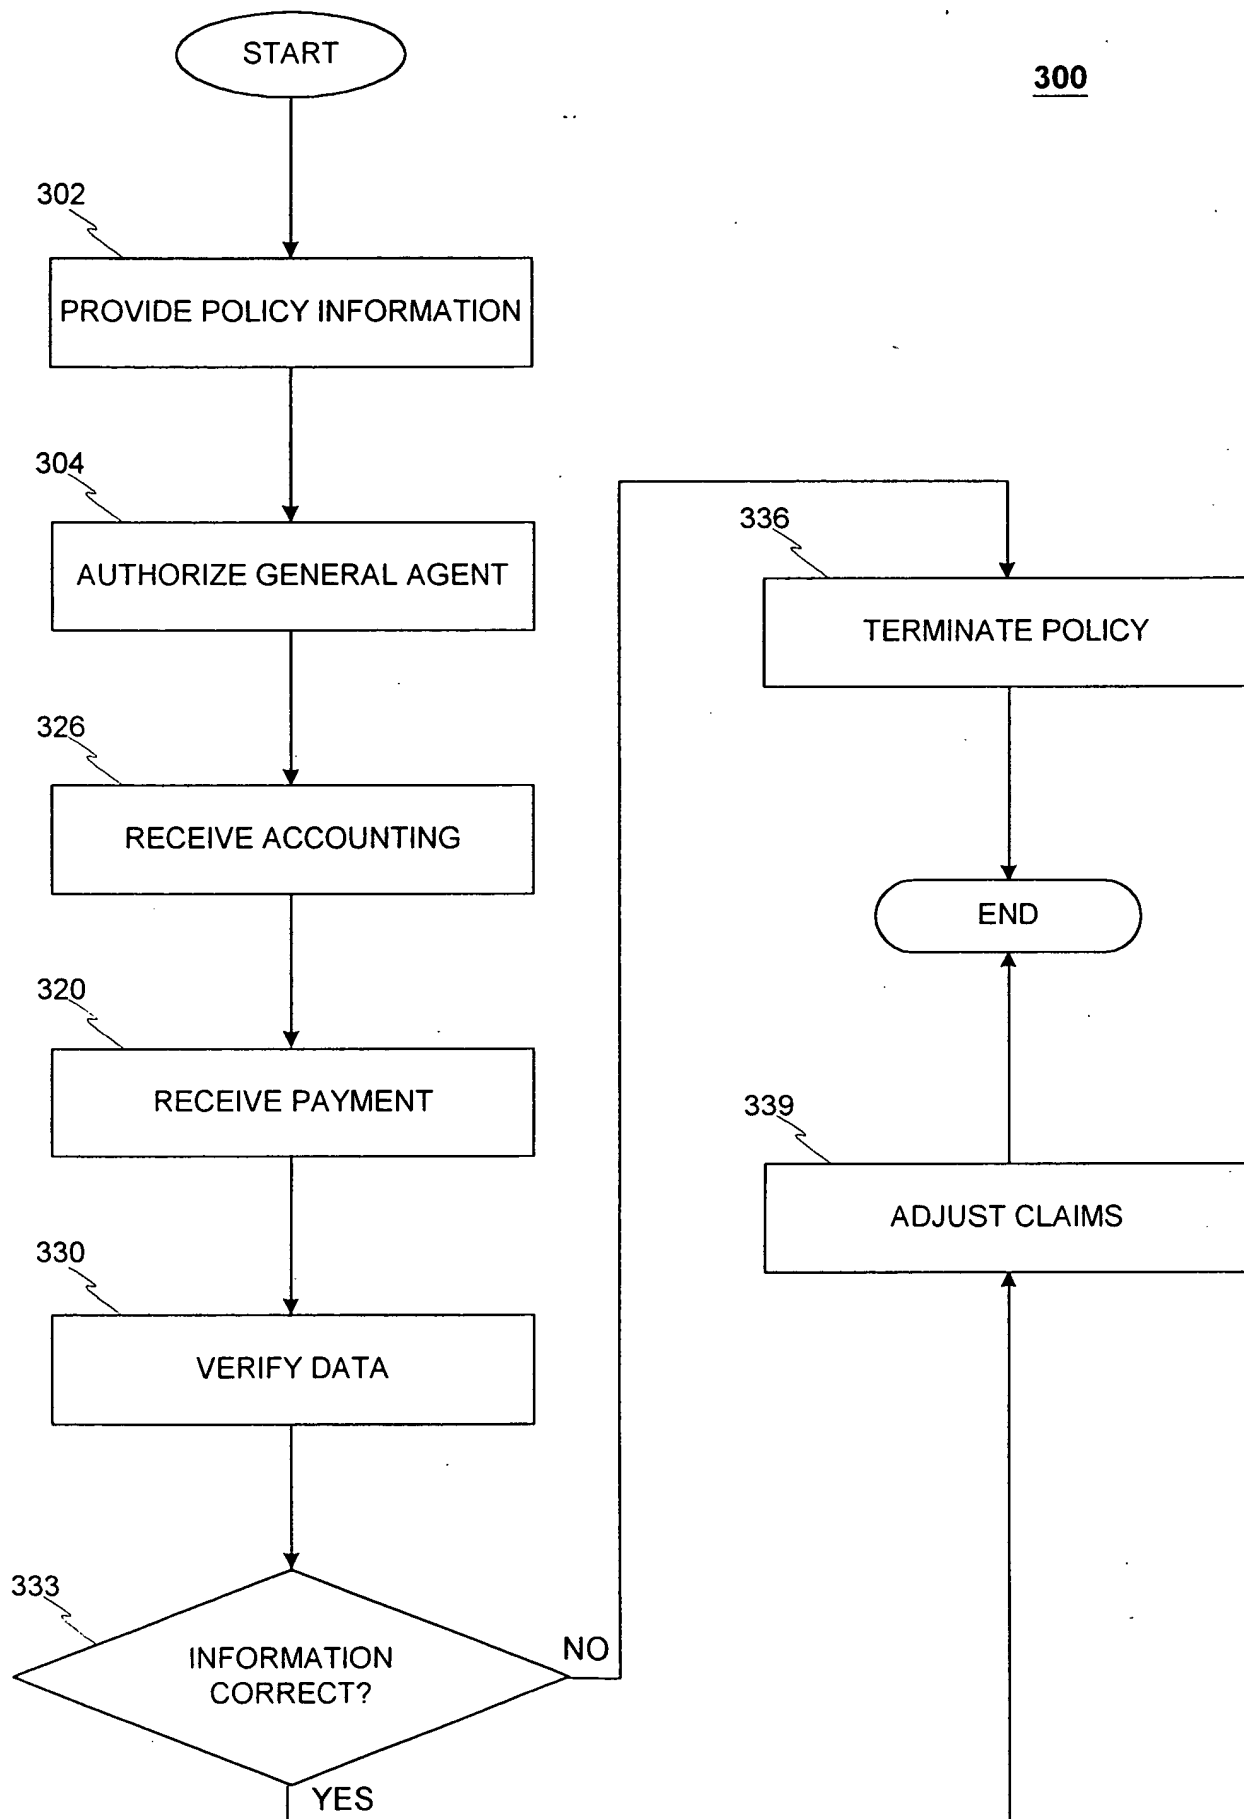 START
300
302
PROVIDE POLICY INFORMATION
304
AUTHORIZE GENERAL AGENT
326
RECEIVE ACCOUNTING
320
RECEIVE PAYMENT
330
VERIFY DATA
333
INFORMATION
CORRECT?
NO
YES
336
TERMINATE POLICY
END
339
ADJUST CLAIMS